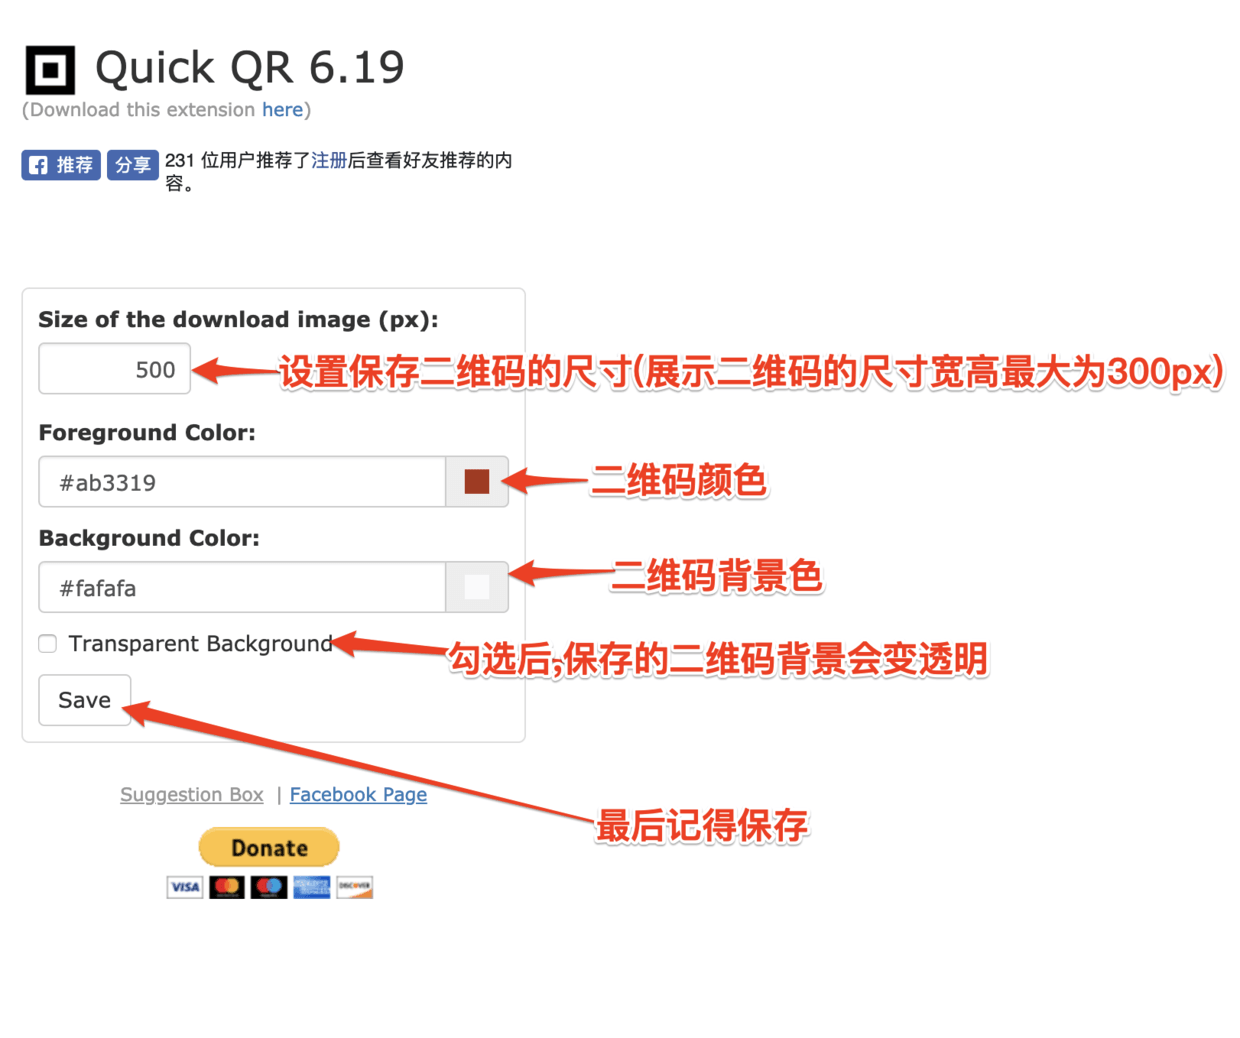 Quick QR 6.19
(Download this extension here)
推荐 分享 231 位用户推荐了注册后查看好友推荐的内
容。
Size of the download image (px):
500 设置保存二维码的尺寸(展示二维码的尺寸宽高最大为300px)
Foreground Color:
#ab3319 二维码颜色
Background Color:
#fafafa 二维码背景色
Transparent Background 勾选后,保存的二维码背景会变透明
Save
Suggestion Box | Facebook Page
最后记得保存
Donate
VISA DISCOVER